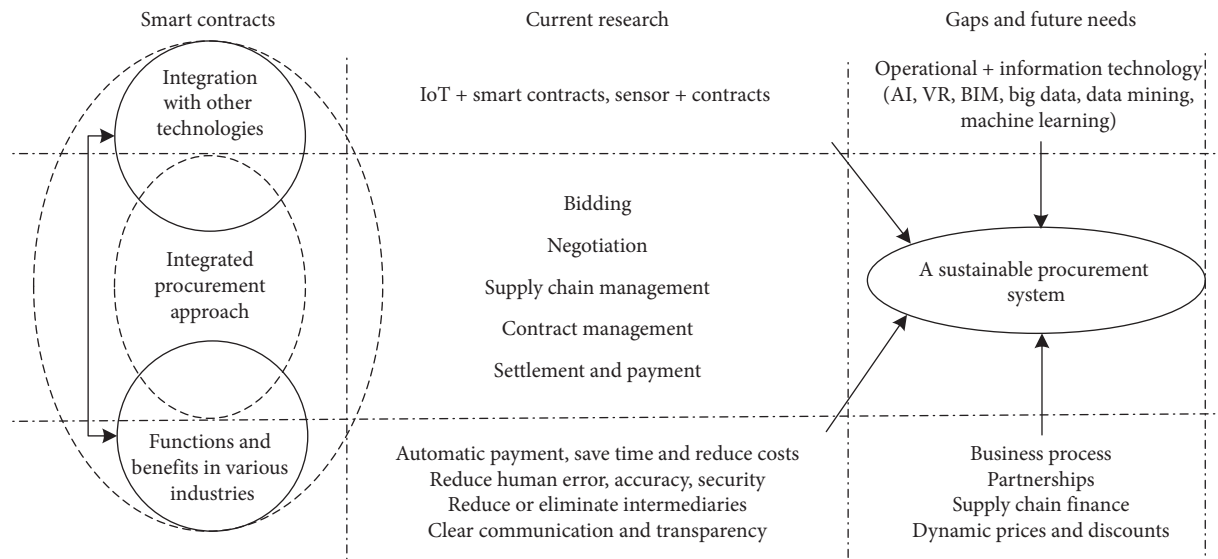 Smart contracts
Current research
Gaps and future needs
Integration
with other
technologies
IoT + smart contracts, sensor + contracts
Operational + information technology
(AI, VR, BIM, big data, data mining,
machine learning)
Integrated
procurement
approach
Bidding
Negotiation
Supply chain management
Contract management
Settlement and payment
A sustainable procurement
system
Functions and
benefits in various
industries
Automatic payment, save time and reduce costs
Reduce human error, accuracy, security
Reduce or eliminate intermediaries
Clear communication and transparency
Business process
Partnerships
Supply chain finance
Dynamic prices and discounts